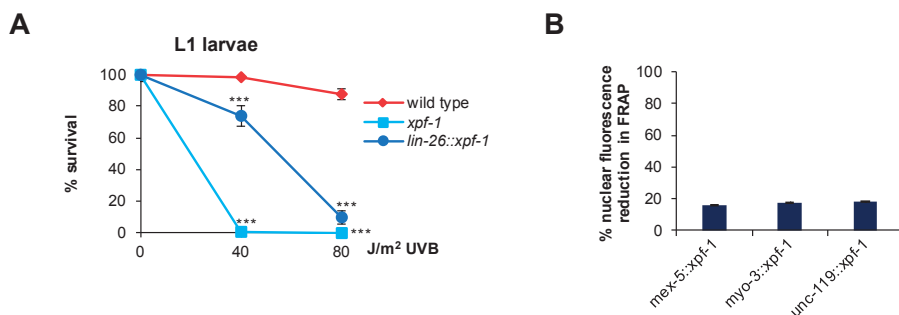 A
L1 larvae
% survival
100
80
60
40
20
0
0
40
80
J/m² UVB
***
***
***
***
wild type
xpf-1
lin-26::xpf-1
B
% nuclear fluorescence
reduction in FRAP
100
80
60
40
20
0
mex-5::xpf-1
myo-3::xpf-1
unc-119::xpf-1